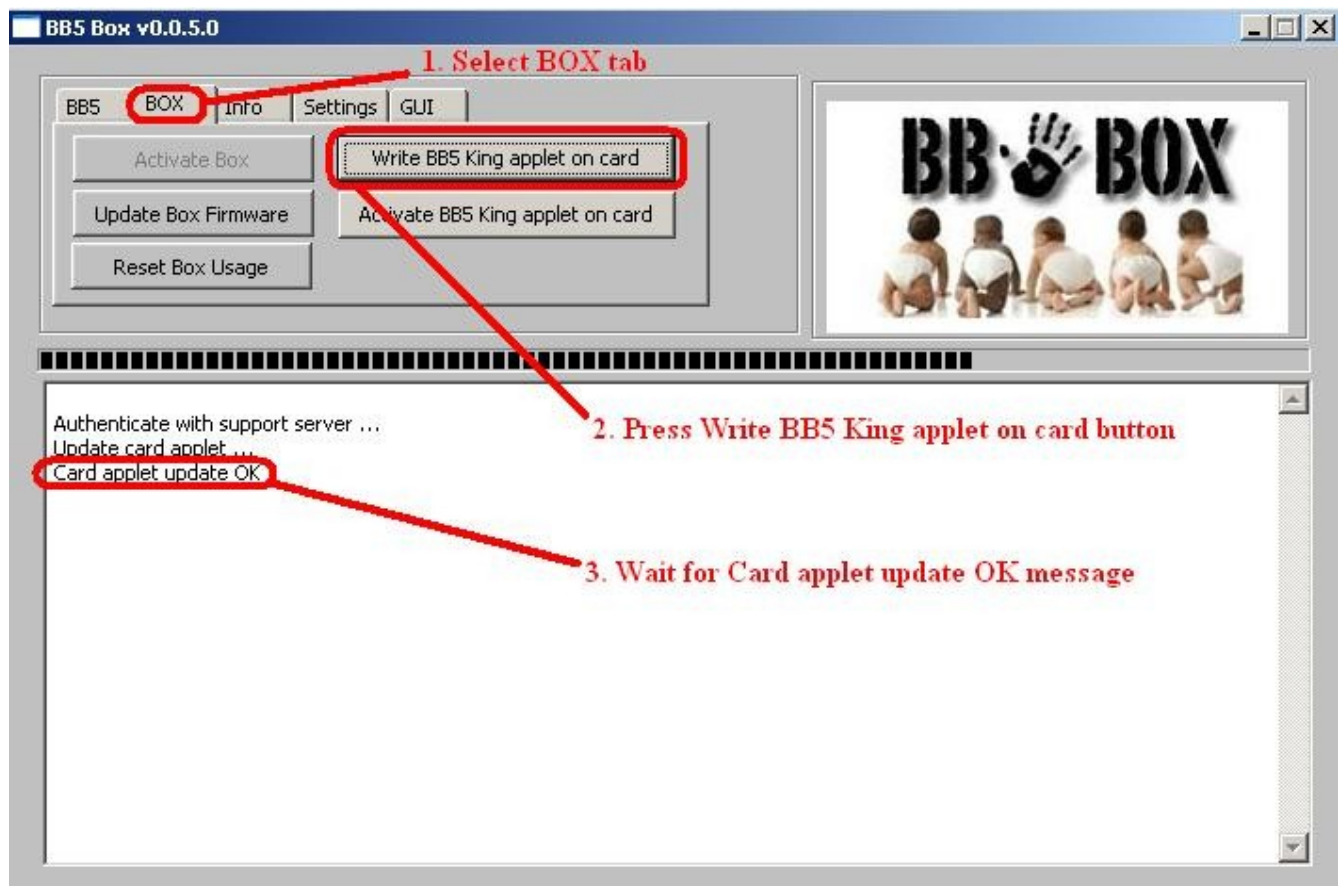 BB5 Box v0.0.5.0
1. Select BOX tab
BB5 BOX Info Settings GUI
Activate Box
Write BB5 King applet on card
Update Box Firmware
Activate BB5 King applet on card
Reset Box Usage
BB BOX
Authenticate with support server ...
Update card applet ...
Card applet update OK
2. Press Write BB5 King applet on card button
3. Wait for Card applet update OK message